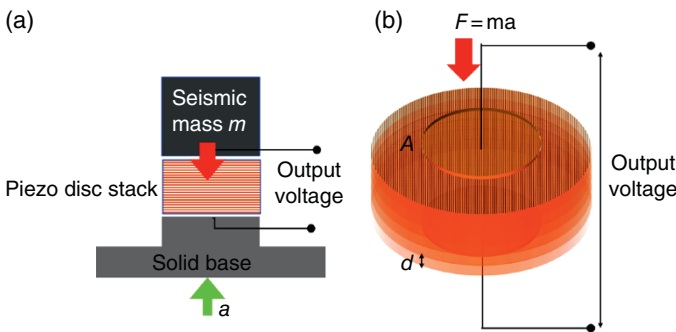 (a)
Seismic
mass m
Piezo disc stack
Output
voltage
Solid base
a
(b)
F = ma
A
d
Output
voltage